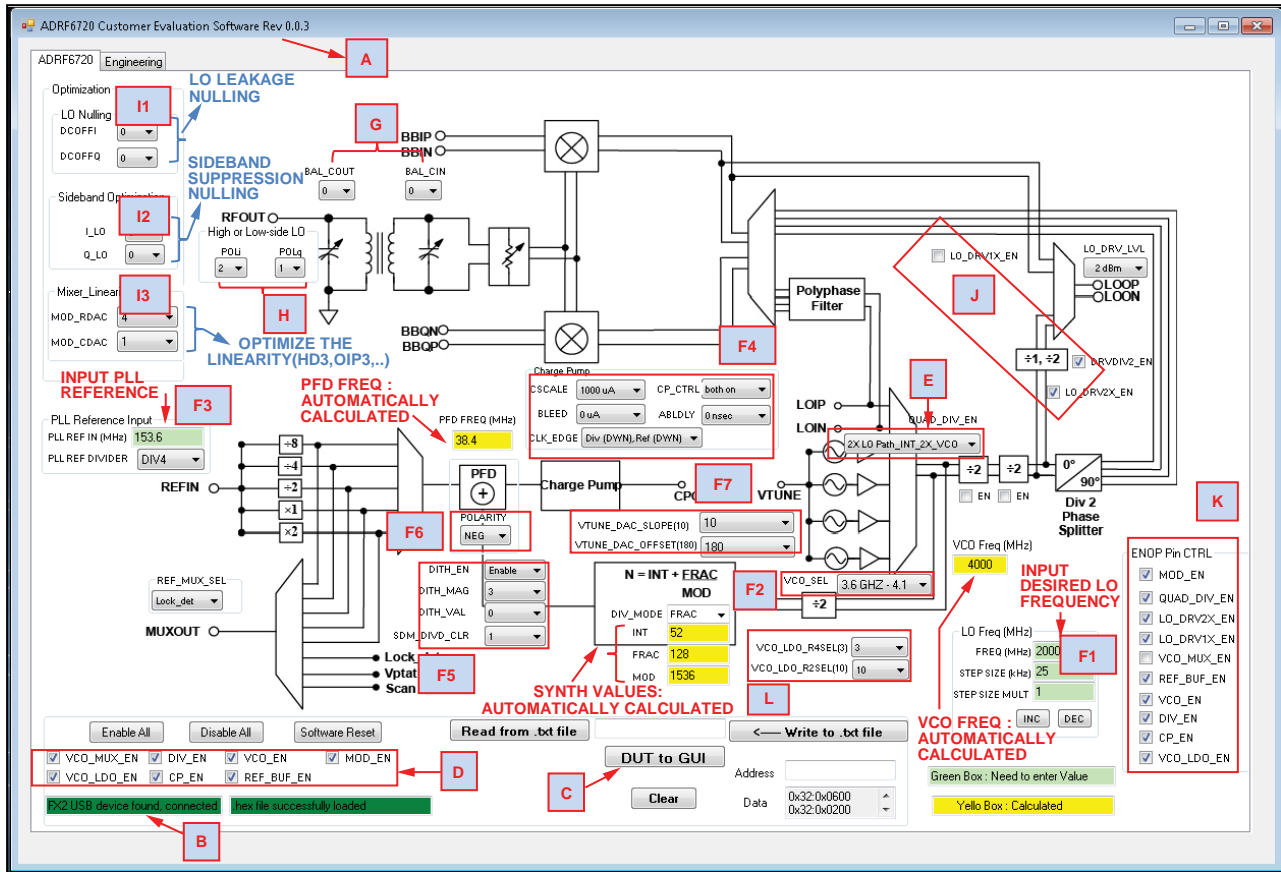 ADRF6720 Customer Evaluation Software Rev 0.0.3
A
ADRF6720
Engineering
Optimization
I1
LO LEAKAGE
NULLING
LO Nulling
DCOFFI
0
DCOFFQ
0
SIDEBAND
SUPPRESSION
NULLING
Sideband Optimization
I2
I_LO
Q_LO
0
Mixer_Linear
I3
MOD_RDAC
4
MOD_CDAC
1
OPTIMIZE THE
LINEARITY(HD3,OIP3,..)
G
BAL_COUT
0
BAL_CIN
0
BBIP
BBIN
RFOUT
High or Low-side LO
POLi
2
POLq
1
H
BBQN
BBQP
Polyphase
Filter
LO_DRV1X_EN
J
LO_DRV_LVL
2 dBm
LOOP
LOON
÷1, ÷2
DRVDIV2_EN
LO_DRV2X_EN
INPUT PLL
REFERENCE
F3
PLL Reference Input
PLL REF IN (MHz)
153.6
PLL REF DIVIDER
DIV4
REFIN
÷8
÷4
÷2
×1
×2
PFD FREQ :
AUTOMATICALLY
CALCULATED
PFD FREQ (MHz)
38.4
F4
Charge Pump
CSCALE
1000 uA
CP_CTRL
both on
BLEED
0 uA
ABLDLY
0 nsec
CLK_EDGE
Div (DWN),Ref (DWN)
E
LOIP
LOIN
QUAD_DIV_EN
2X LO Path_INT_2X_VCO
PFD
+
Charge Pump
F7
VTUNE
÷2
÷2
EN
EN
0°
90°
Div 2
Phase
Splitter
K
F6
POLARITY
NEG
VTUNE_DAC_SLOPE(10)
10
VTUNE_DAC_OFFSET(180)
180
VCO_SEL
3.6 GHZ - 4.1
÷2
VCO Freq (MHz)
4000
INPUT
DESIRED LO
FREQUENCY
REF_MUX_SEL
Lock_det
MUXOUT
Vptat
Scan
F5
DITH_EN
Enable
DITH_MAG
3
DITH_VAL
0
SDM_DIVD_CLR
1
N = INT + FRAC
MOD
F2
DIV_MODE
FRAC
INT
52
FRAC
128
MOD
1536
SYNTH VALUES:
AUTOMATICALLY CALCULATED
VCO_LDO_R4SEL(3)
3
VCO_LDO_R2SEL(10)
10
L
LO Freq (MHz)
FREQ (MHz)
2000
F1
STEP SIZE (kHz)
25
STEP SIZE MULT
1
INC
DEC
VCO FREQ :
AUTOMATICALLY
CALCULATED
ENOP Pin CTRL
MOD_EN
QUAD_DIV_EN
LO_DRV2X_EN
LO_DRV1X_EN
VCO_MUX_EN
REF_BUF_EN
VCO_EN
DIV_EN
CP_EN
VCO_LDO_EN
Enable All
Disable All
Software Reset
Read from .txt file
<---- Write to .txt file
VCO_MUX_EN
DIV_EN
VCO_EN
MOD_EN
VCO_LDO_EN
CP_EN
REF_BUF_EN
D
C
DUT to GUI
Clear
Address
Data
0x32:0x0600
0x32:0x0200
Green Box : Need to enter Value
Yello Box : Calculated
FX2 USB device found, connected
.hex file successfully loaded
B